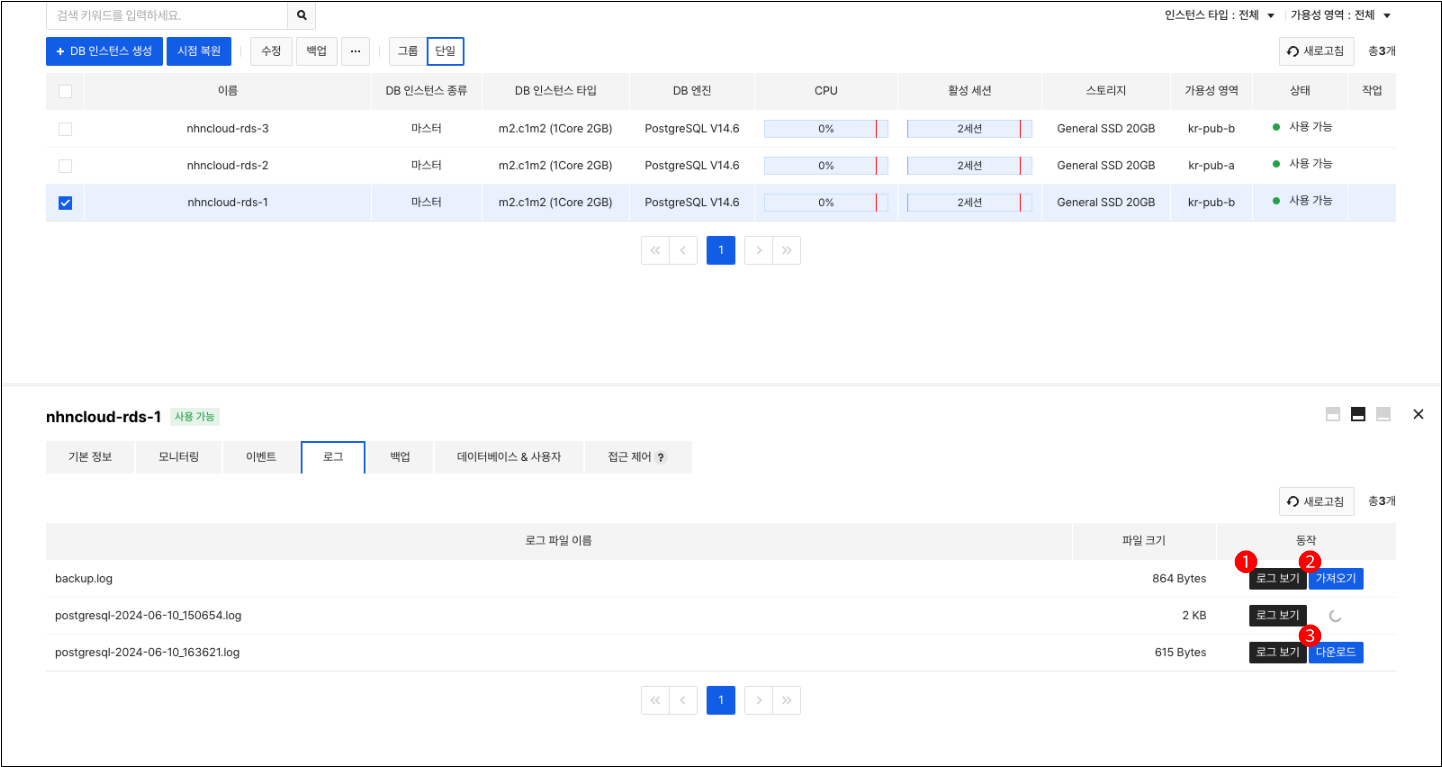 검색 키워드를 입력하세요.
인스턴스 타입 : 전체 가용성 영역 : 전체
+ DB 인스턴스 생성 시점 복원 수정 백업 ... 그룹 단일 새로고침 총3개
이름 DB 인스턴스 종류 DB 인스턴스 타입 DB 엔진 CPU 활성 세션 스토리지 가용성 영역 상태 작업
nhncloud-rds-3 마스터 m2.c1m2 (1Core 2GB) PostgreSQL V14.6 0% 2세션 General SSD 20GB kr-pub-b 사용 가능
nhncloud-rds-2 마스터 m2.c1m2 (1Core 2GB) PostgreSQL V14.6 0% 2세션 General SSD 20GB kr-pub-a 사용 가능
nhncloud-rds-1 마스터 m2.c1m2 (1Core 2GB) PostgreSQL V14.6 0% 2세션 General SSD 20GB kr-pub-b 사용 가능
« ‹ 1 › »
nhncloud-rds-1 사용 가능
기본 정보 모니터링 이벤트 로그 백업 데이터베이스 & 사용자 접근 제어 ?
새로고침 총3개
로그 파일 이름 파일 크기 동작
1 2
backup.log 864 Bytes 로그 보기 가져오기
postgresql-2024-06-10_150654.log 2 KB 로그 보기
3
postgresql-2024-06-10_163621.log 615 Bytes 로그 보기 다운로드
« ‹ 1 › »